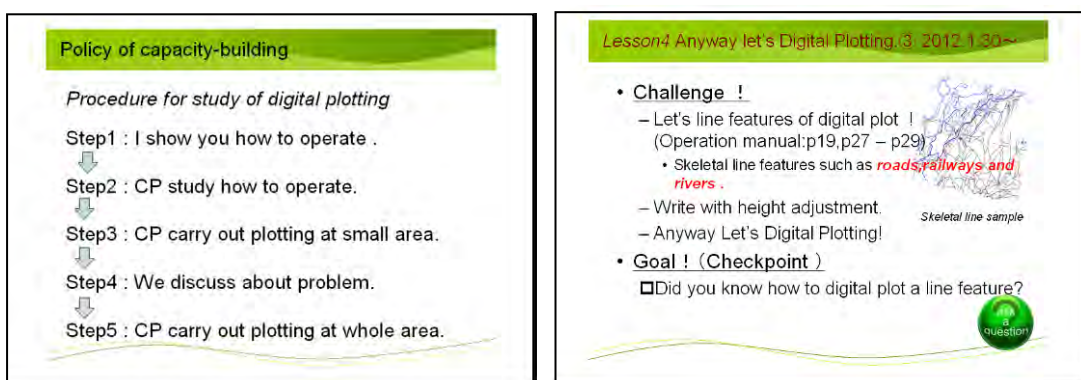 Policy of capacity-building
Procedure for study of digital plotting
Step1 : I show you how to operate .
Step2 : CP study how to operate.
Step3 : CP carry out plotting at small area.
Step4 : We discuss about problem.
Step5 : CP carry out plotting at whole area.
Lesson4 Anyway let's Digital Plotting.(3. 2012.1.30~
• Challenge !
– Let's line features of digital plot !
(Operation manual:p19,p27 – p29)
• Skeletal line features such as roads,railways and
rivers .
– Write with height adjustment.
Skeletal line sample
– Anyway Let's Digital Plotting!
• Goal ! (Checkpoint )
Did you know how to digital plot a line feature?
a
question